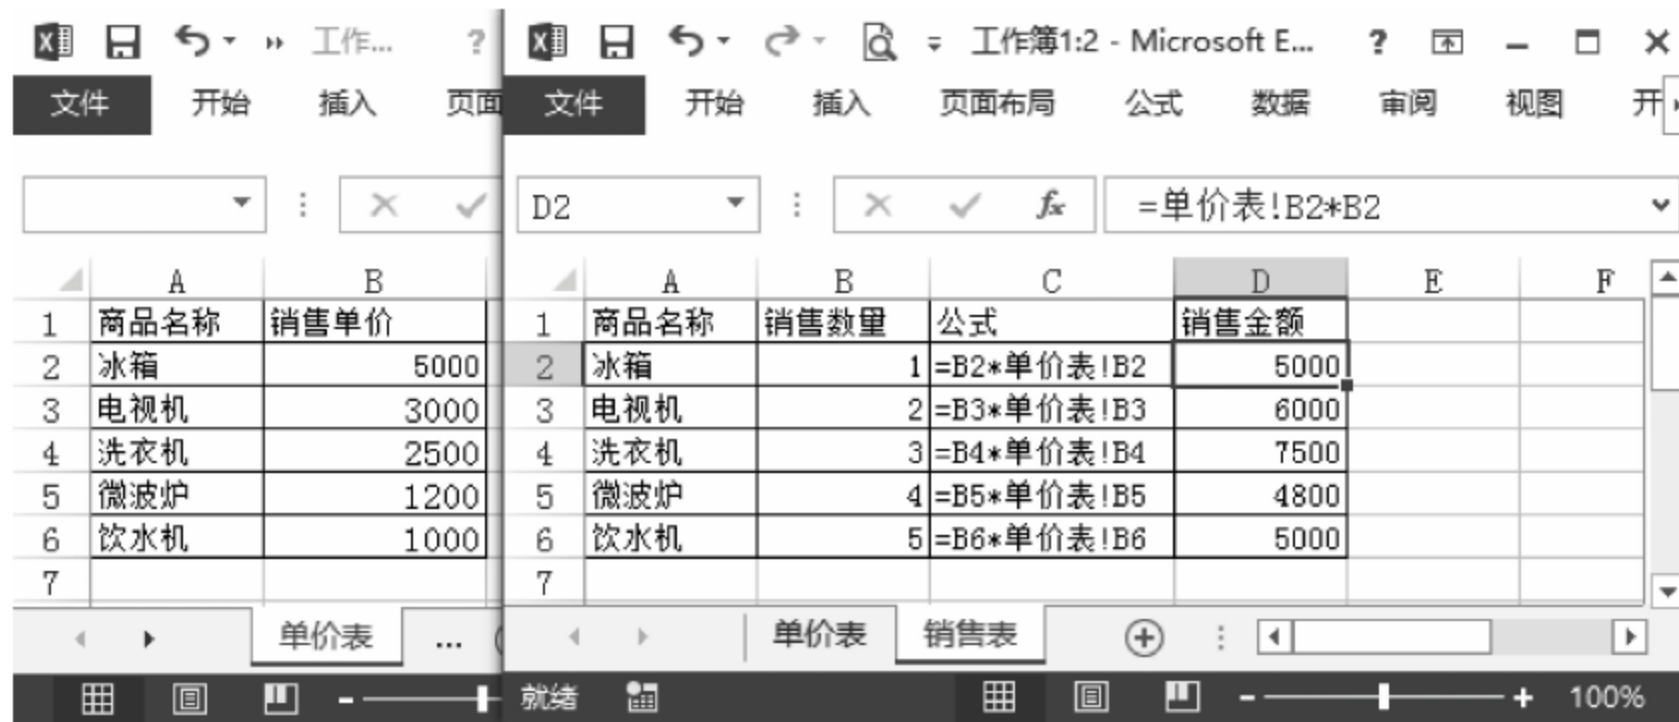 工作... ?
文件 开始 插入 页面
A B
1 商品名称 销售单价
2 冰箱 5000
3 电视机 3000
4 洗衣机 2500
5 微波炉 1200
6 饮水机 1000
7
单价表 ...
工作簿1:2 - Microsoft E... ?
文件 开始 插入 页面布局 公式 数据 审阅 视图 开
D2 fx =单价表!B2*B2
A B C D E F
1 商品名称 销售数量 公式 销售金额
2 冰箱 1 =B2*单价表!B2 5000
3 电视机 2 =B3*单价表!B3 6000
4 洗衣机 3 =B4*单价表!B4 7500
5 微波炉 4 =B5*单价表!B5 4800
6 饮水机 5 =B6*单价表!B6 5000
7
单价表 销售表
就绪 100%